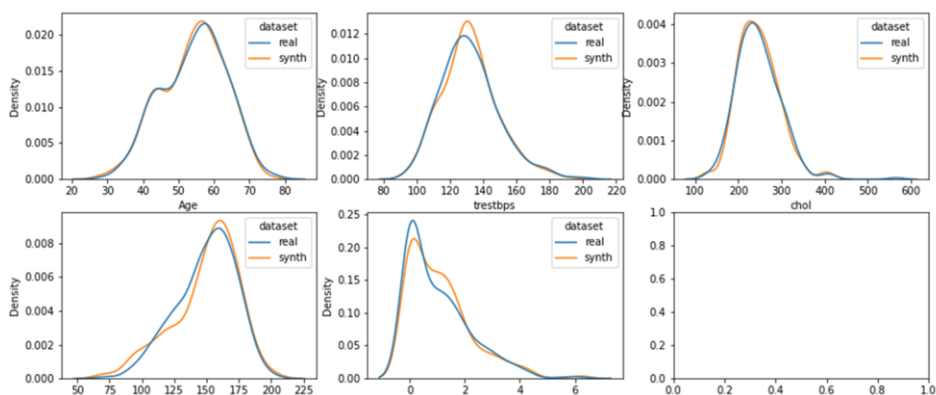 dataset
real
synth
Density
0.020
0.015
0.010
0.005
0.000
20 30 40 50 60 70 80
Age
dataset
real
synth
Density
0.012
0.010
0.008
0.006
0.004
0.002
0.000
80 100 120 140 160 180 200 220
trestbps
dataset
real
synth
Density
0.004
0.003
0.002
0.001
0.000
100 200 300 400 500 600
chol
dataset
real
synth
Density
0.008
0.006
0.004
0.002
0.000
50 75 100 125 150 175 200 225
dataset
real
synth
Density
0.25
0.20
0.15
0.10
0.05
0.00
0 2 4 6
1.0
0.8
0.6
0.4
0.2
0.0
0.0 0.2 0.4 0.6 0.8 1.0